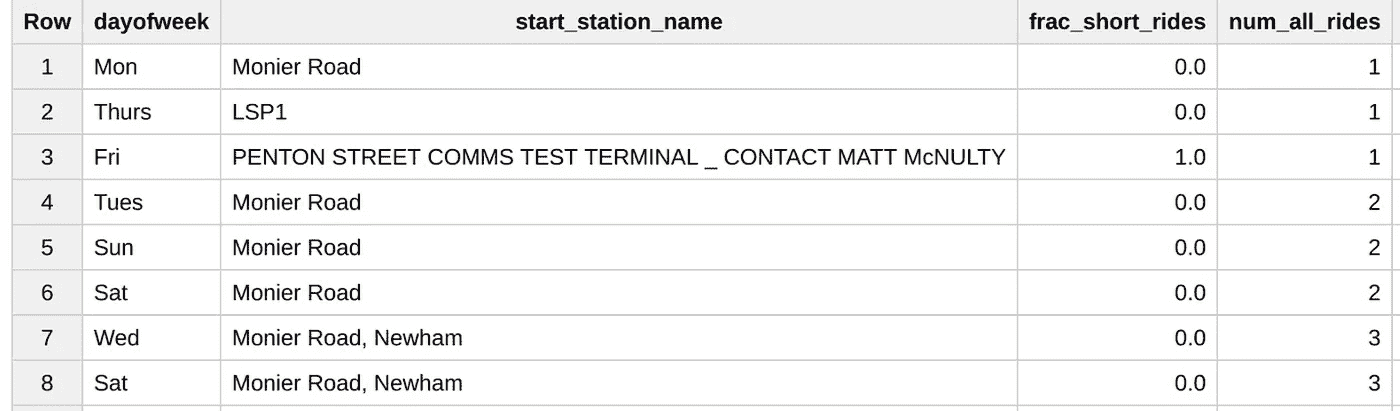 Row dayofweek start_station_name frac_short_rides num_all_rides
1 Mon Monier Road 0.0 1
2 Thurs LSP1 0.0 1
3 Fri PENTON STREET COMMS TEST TERMINAL _ CONTACT MATT McNULTY 1.0 1
4 Tues Monier Road 0.0 2
5 Sun Monier Road 0.0 2
6 Sat Monier Road 0.0 2
7 Wed Monier Road, Newham 0.0 3
8 Sat Monier Road, Newham 0.0 3